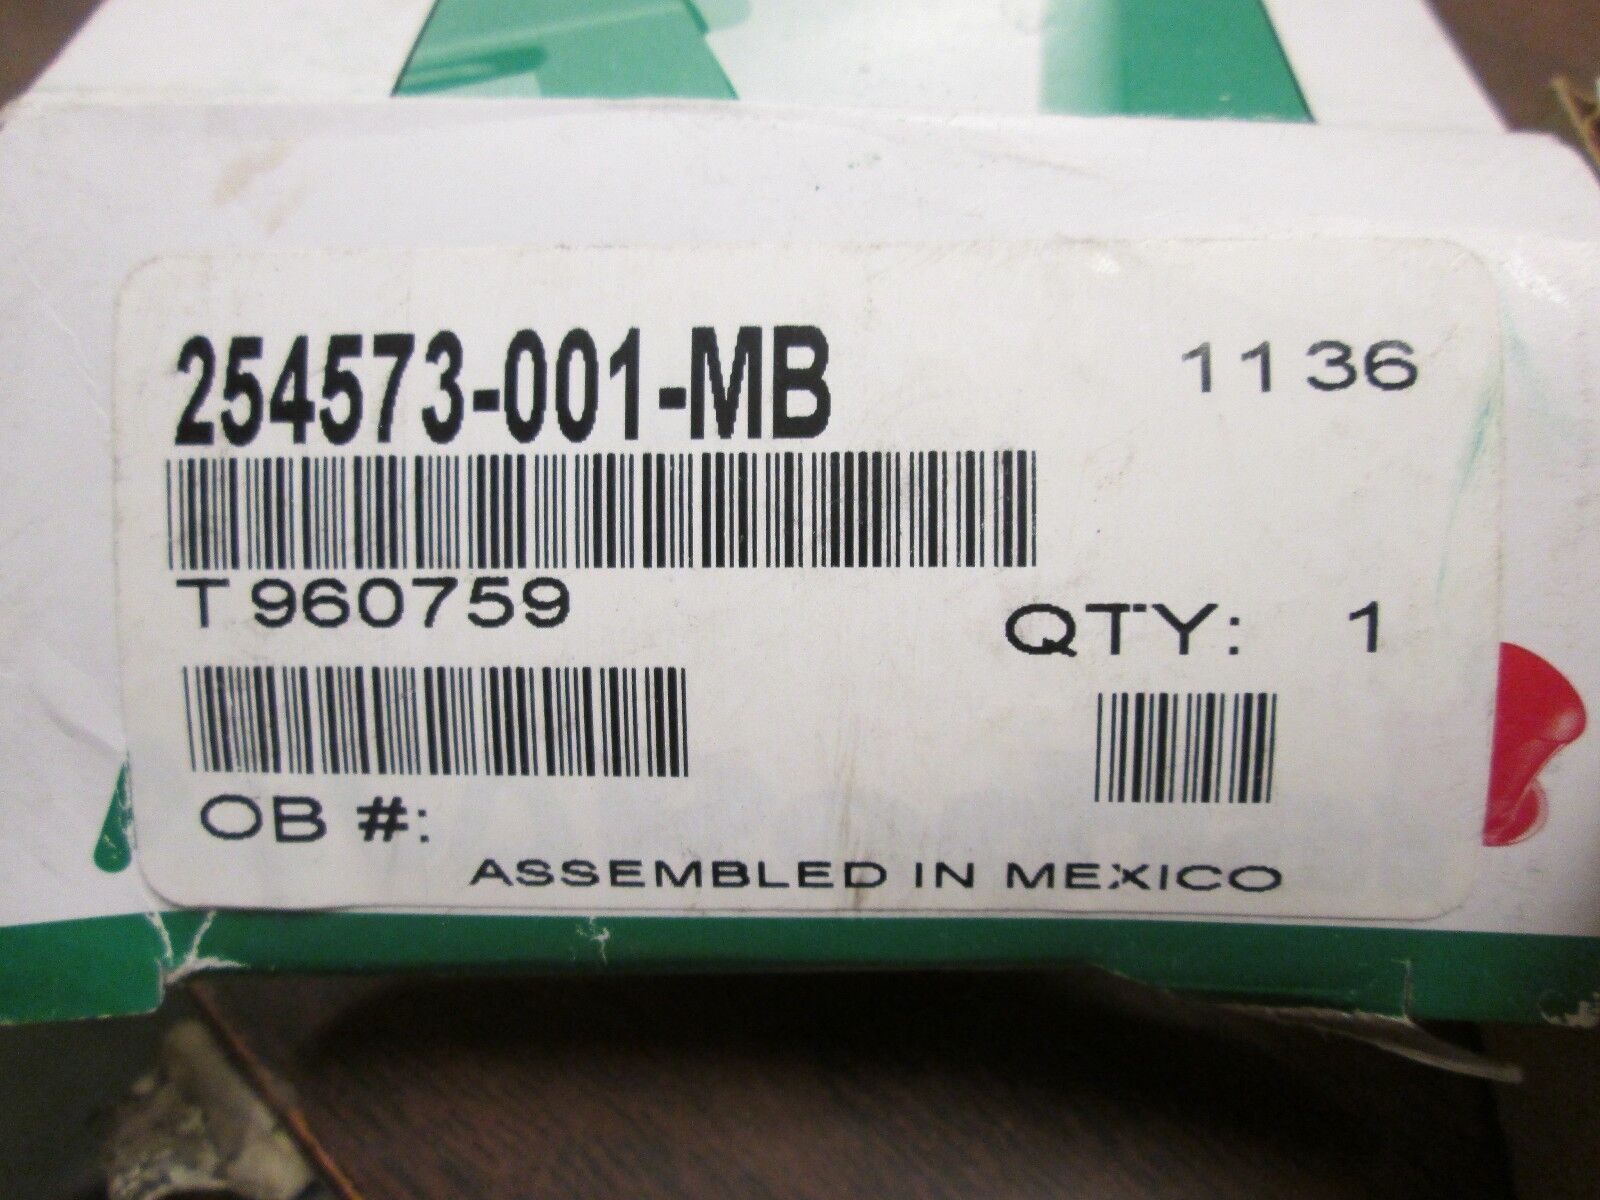 254573-001-MB
1136
T960759
QTY: 1
OB #:
ASSEMBLED IN MEXICO